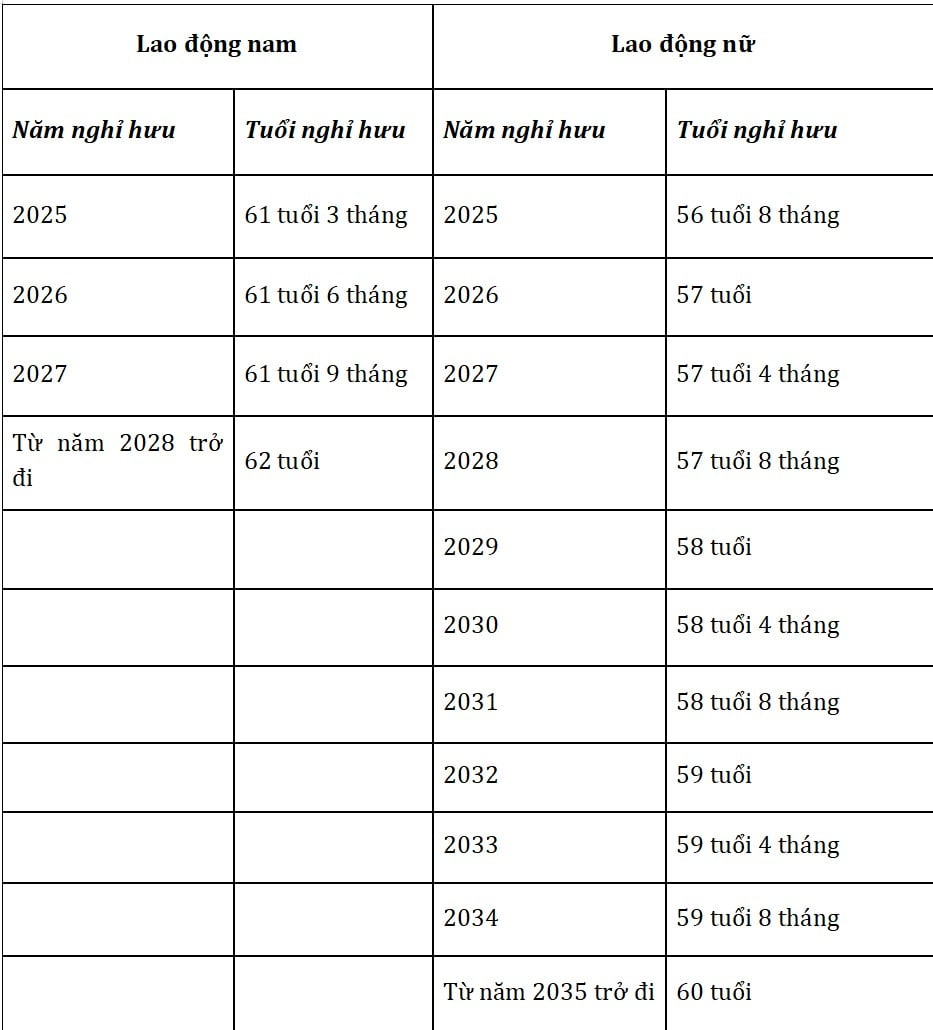 Lao động nam Lao động nữ
Năm nghỉ hưu Tuổi nghỉ hưu Năm nghỉ hưu Tuổi nghỉ hưu
2025 61 tuổi 3 tháng 2025 56 tuổi 8 tháng
2026 61 tuổi 6 tháng 2026 57 tuổi
2027 61 tuổi 9 tháng 2027 57 tuổi 4 tháng
Từ năm 2028 trở
đi
62 tuổi 2028 57 tuổi 8 tháng
2029 58 tuổi
2030 58 tuổi 4 tháng
2031 58 tuổi 8 tháng
2032 59 tuổi
2033 59 tuổi 4 tháng
2034 59 tuổi 8 tháng
Từ năm 2035 trở đi 60 tuổi